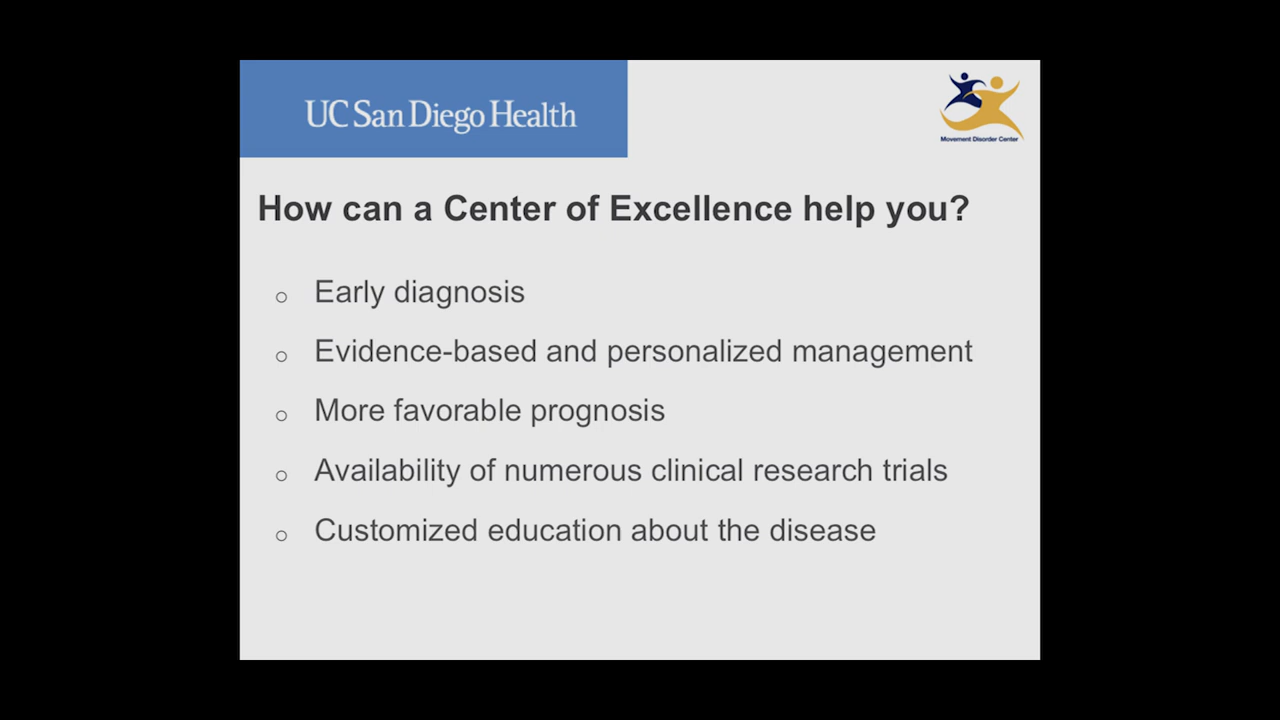 UC San Diego Health
Movement Disorder Center
How can a Center of Excellence help you?
Early diagnosis
Evidence-based and personalized management
More favorable prognosis
Availability of numerous clinical research trials
Customized education about the disease